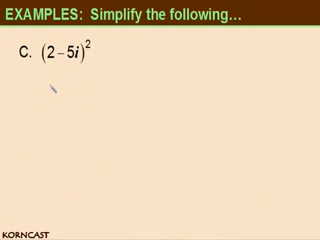 EXAMPLES: Simplify the following…
C. (2 – 5i)²
KORNCAST